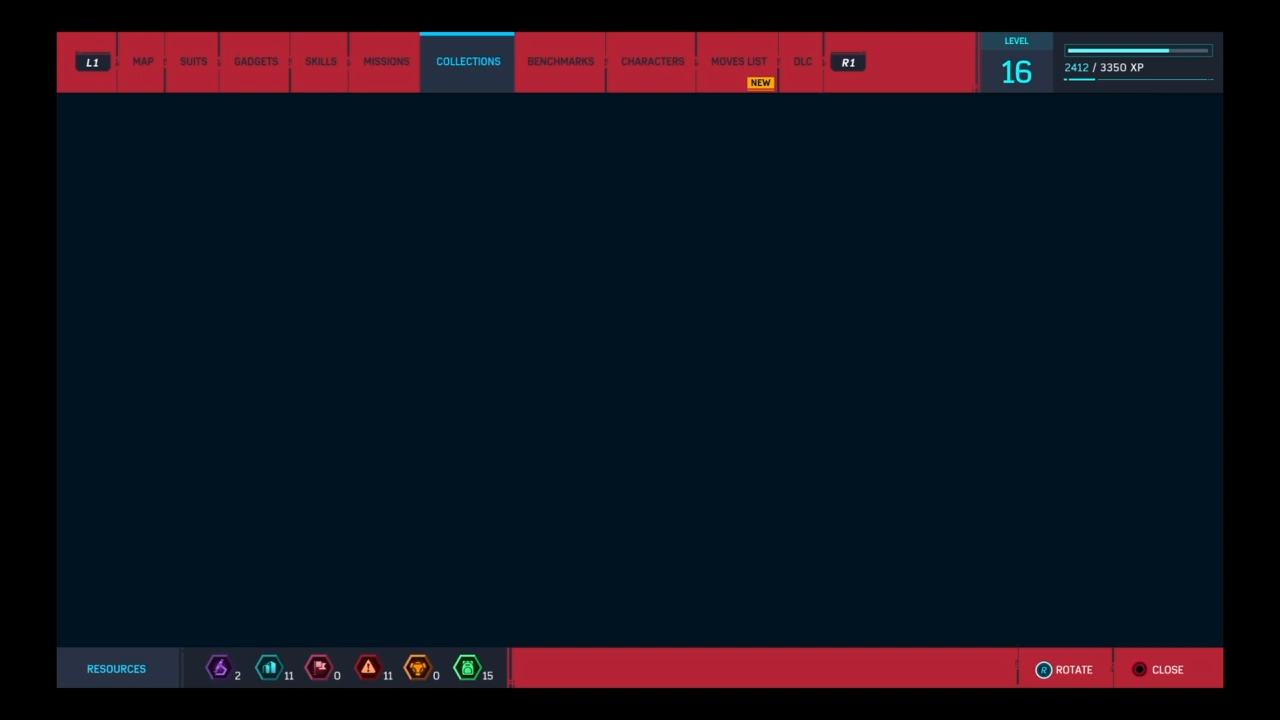 L1 MAP SUITS GADGETS SKILLS MISSIONS COLLECTIONS BENCHMARKS CHARACTERS MOVES LIST DLC R1
NEW
LEVEL
16
2412 / 3350 XP
RESOURCES 2 11 0 11 0 15
R ROTATE CLOSE